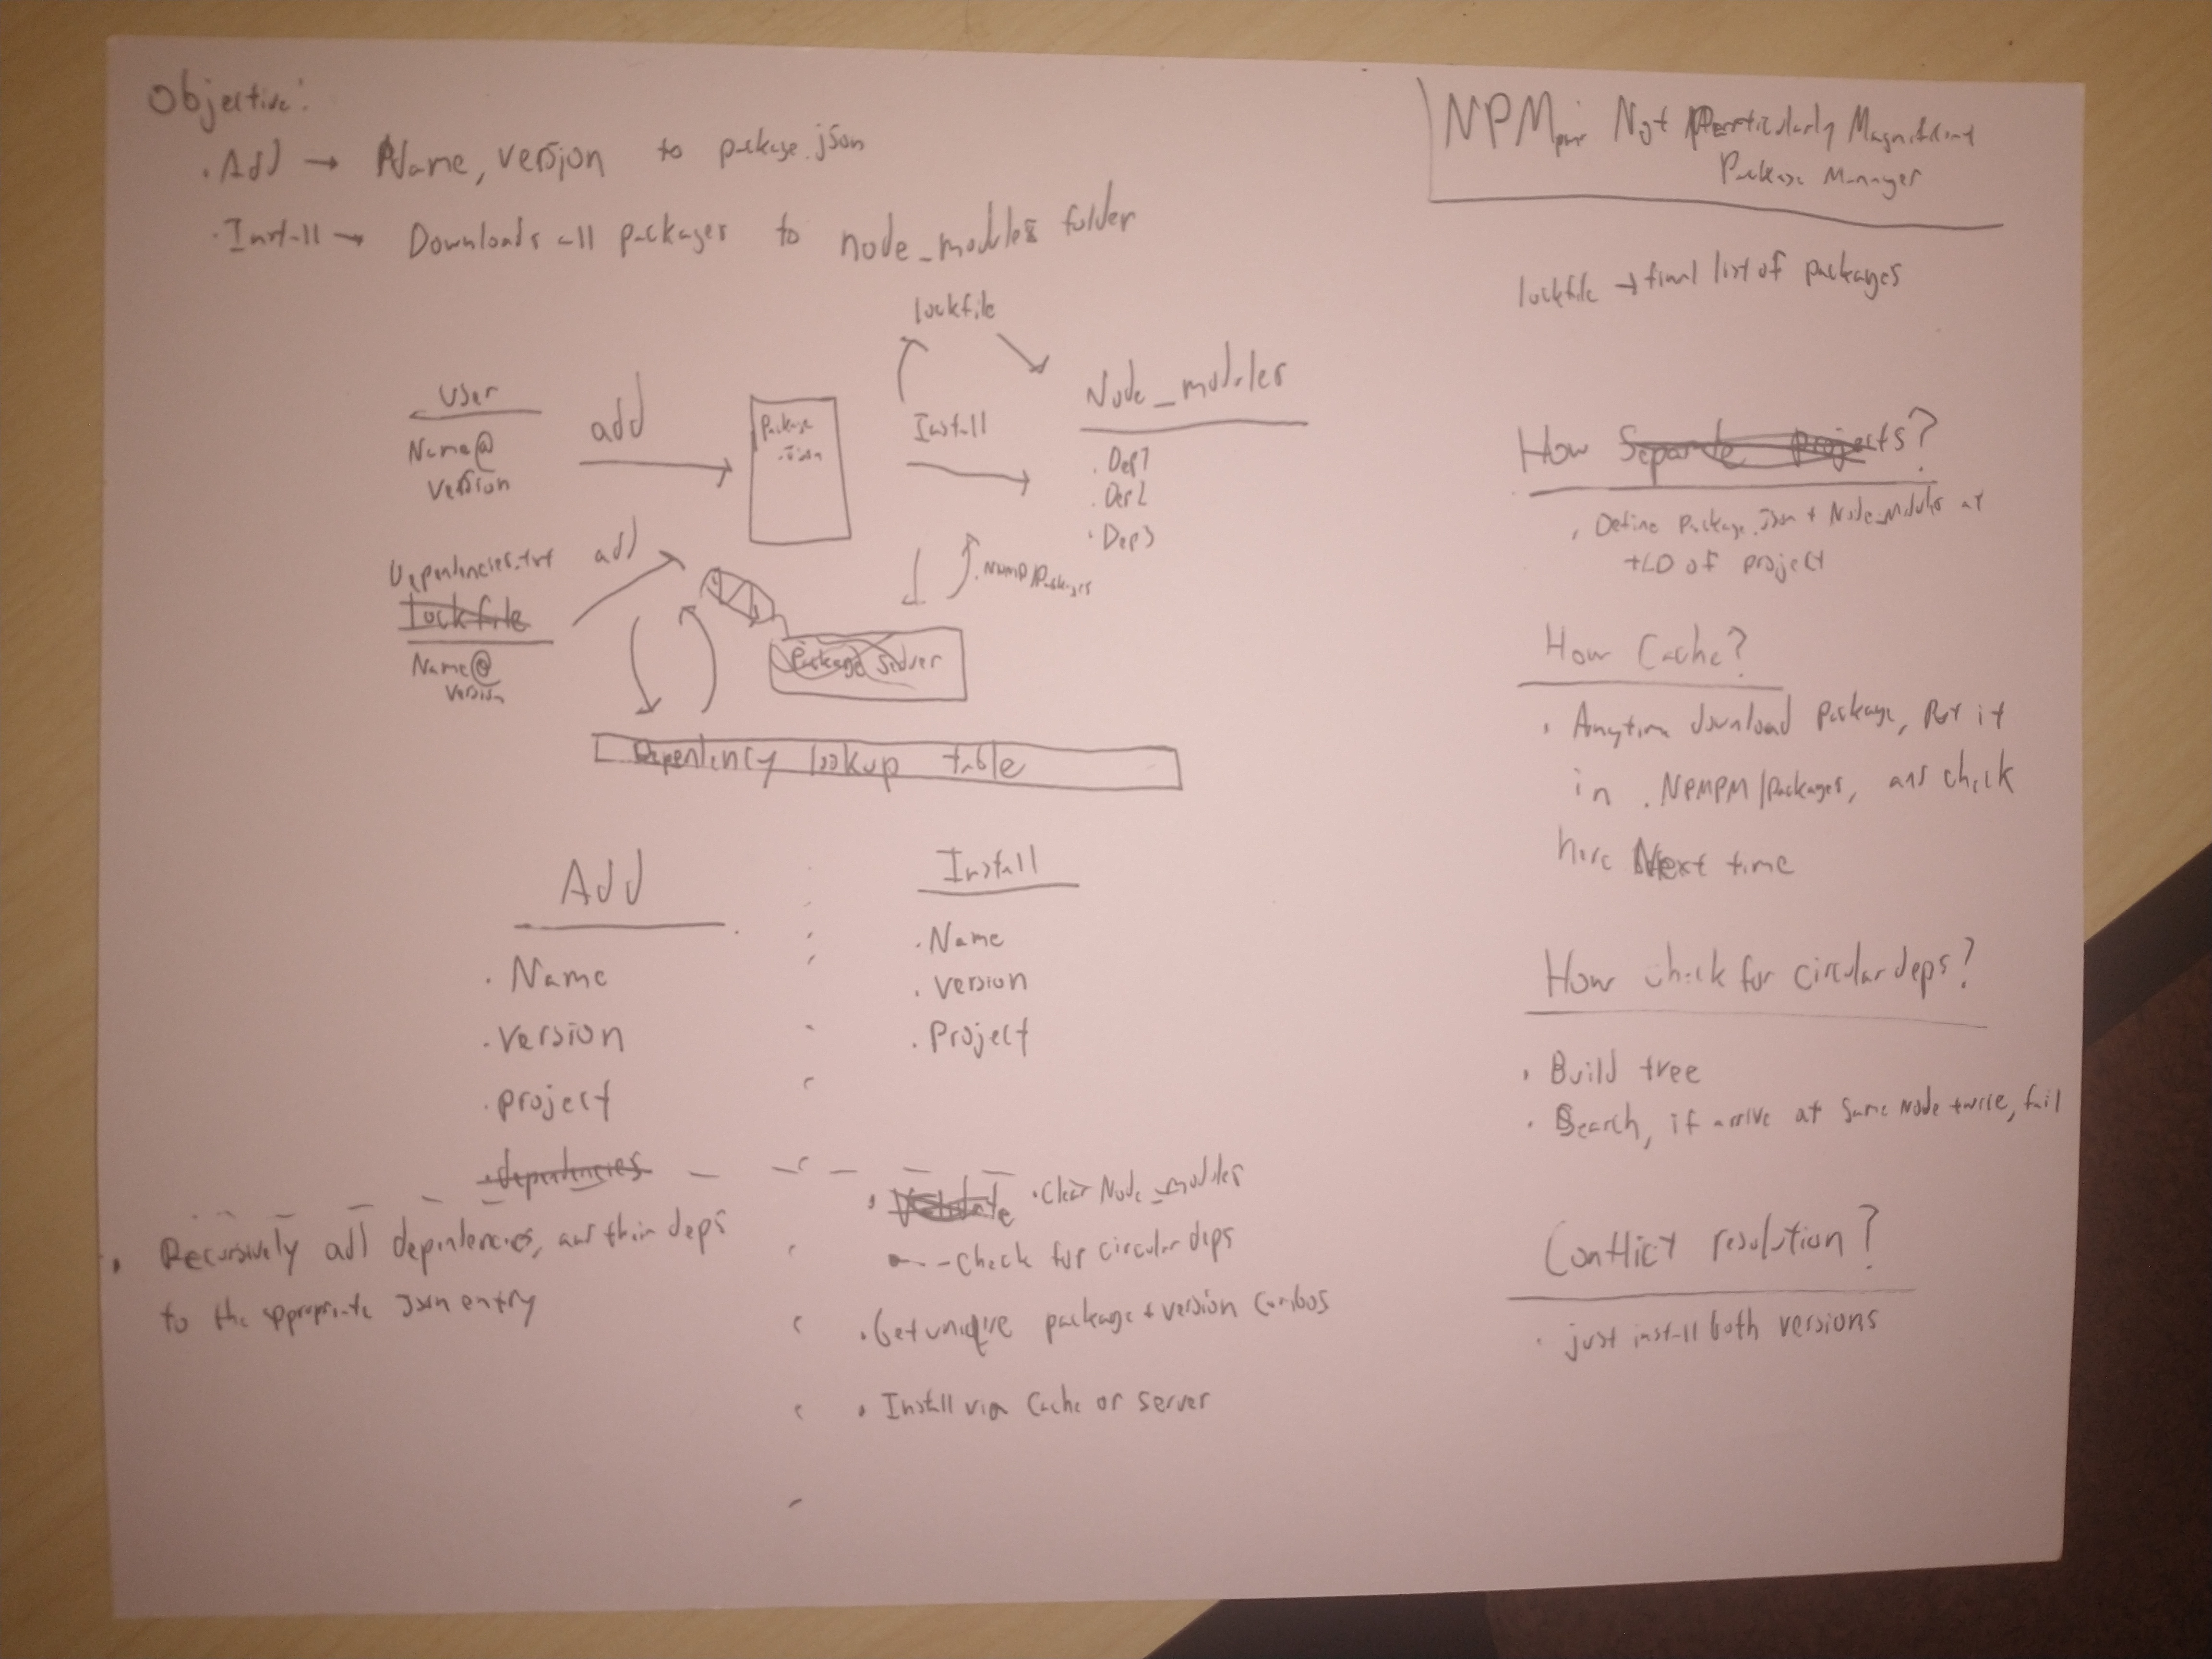 Objective:
. Add → Name, version to package.json
. Install → Downloads all packages to node_modules folder
NPMpm: Not Particularly Magnificent
Package Manager
lockfile → final list of packages
lockfile
User
Name@
version
add
Package
.Json
Install
Node_modules
. Dep1
. Dep2
. Dep3
Dependencies.txt
add
lockfile
Name@
version
Package server
Dependency lookup table
How Separate projects?
. Define Package.Json + Node_Modules at
TLD of project
How Cache?
. Anytime download package, Put it
in .NPMPM/packages, and check
here Next time
How check for circular deps?
. Build tree
. Search, if arrive at same node twice, fail
Conflict resolution?
. just install both versions
Add
. Name
. version
. project
. dependencies
. Recursively add dependencies, and their deps
to the appropriate Json entry
Install
. Name
. version
. Project
. Validate . Clear Node_modules
- - check for circular deps
. Get unique package + version combos
. Install via Cache or server